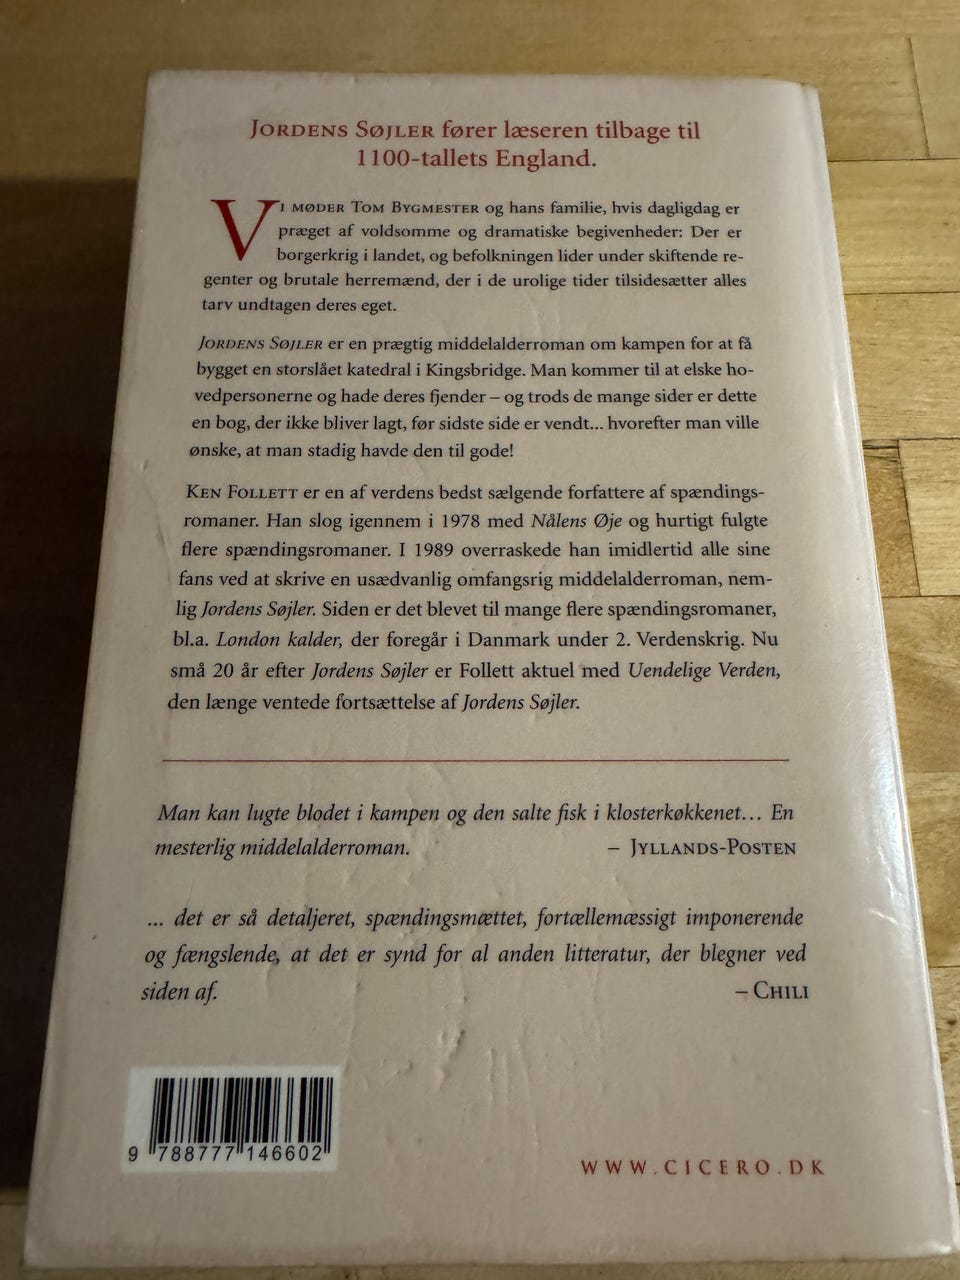 JORDENS SØJLER fører læseren tilbage til
1100-tallets England.
VI MØDER TOM BYGMESTER og hans familie, hvis dagligdag er
præget af voldsomme og dramatiske begivenheder: Der er
borgerkrig i landet, og befolkningen lider under skiftende re-
genter og brutale herremænd, der i de urolige tider tilsidesætter alles
tarv undtagen deres eget.
JORDENS SØJLER er en prægtig middelalderroman om kampen for at få
bygget en storslået katedral i Kingsbridge. Man kommer til at elske ho-
vedpersonerne og hade deres fjender – og trods de mange sider er dette
en bog, der ikke bliver lagt, før sidste side er vendt... hvorefter man ville
ønske, at man stadig havde den til gode!
KEN FOLLETT er en af verdens bedst sælgende forfattere af spændings-
romaner. Han slog igennem i 1978 med Nålens Øje og hurtigt fulgte
flere spændingsromaner. I 1989 overraskede han imidlertid alle sine
fans ved at skrive en usædvanlig omfangsrig middelalderroman, nem-
lig Jordens Søjler. Siden er det blevet til mange flere spændingsromaner,
bl.a. London kalder, der foregår i Danmark under 2. Verdenskrig. Nu
små 20 år efter Jordens Søjler er Follett aktuel med Uendelige Verden,
den længe ventede fortsættelse af Jordens Søjler.
Man kan lugte blodet i kampen og den salte fisk i klosterkøkkenet... En
mesterlig middelalderroman. – JYLLANDS-POSTEN
... det er så detaljeret, spændingsmættet, fortællemæssigt imponerende
og fængslende, at det er synd for al anden litteratur, der blegner ved
siden af. – CHILI
9 788777 146602
WWW.CICERO.DK